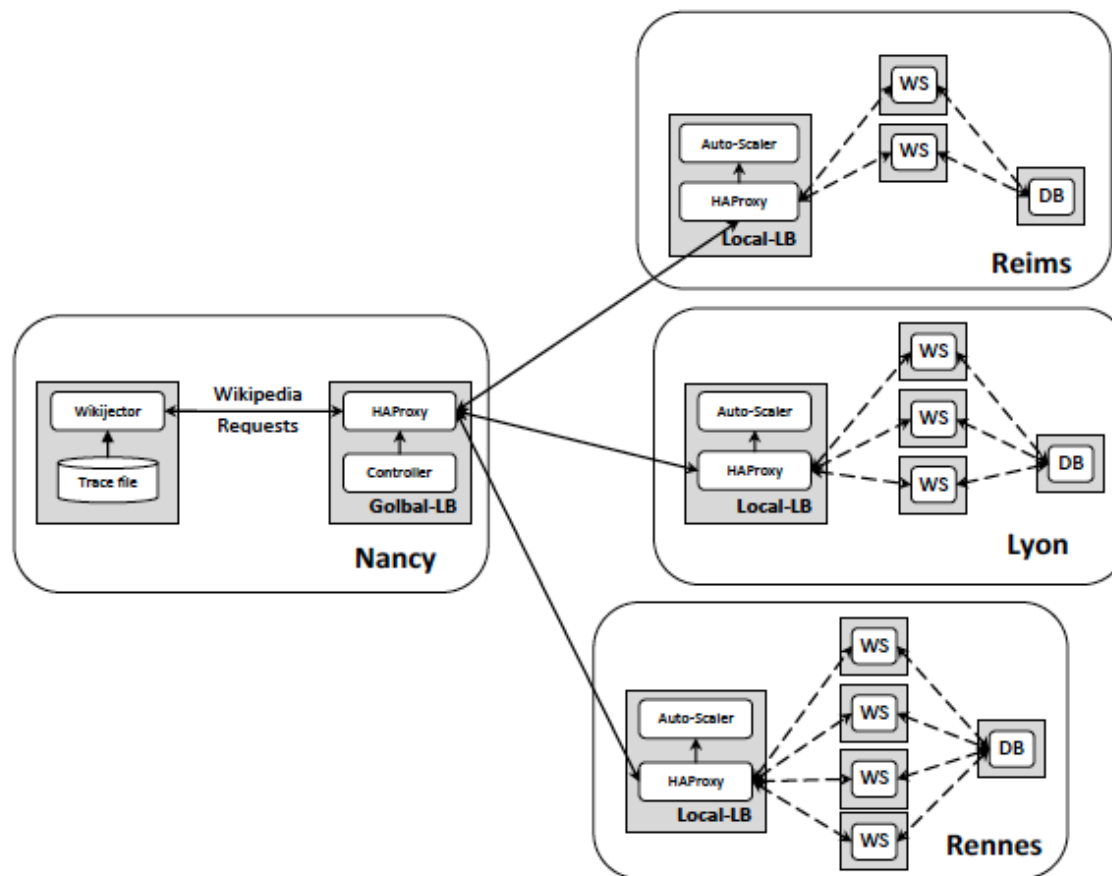 WS
Auto-Scaler
WS
HAProxy
DB
Local-LB
Reims
WS
Wikipedia
Requests
Wikijector
HAProxy
Auto-Scaler
WS
HAProxy
DB
Trace file
Controller
WS
Golbal-LB
Local-LB
Nancy
Lyon
WS
Auto-Scaler
WS
DB
HAProxy
WS
Local-LB
WS
Rennes